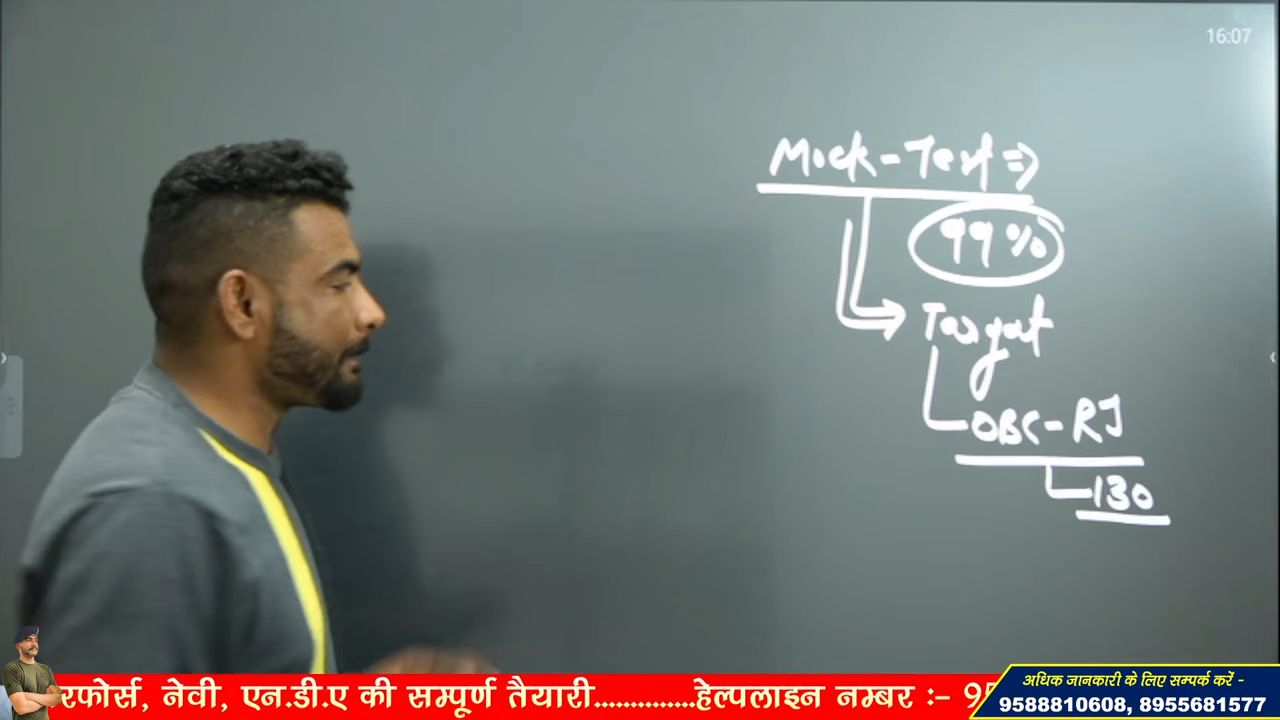 16:07
Mock-Test ⇒
99%
Target
OBC-RJ
130
रफोर्स, नेवी, एन.डी.ए की सम्पूर्ण तैयारी..............हेल्पलाइन नम्बर :- 95
अधिक जानकारी के लिए सम्पर्क करें -
9588810608, 8955681577